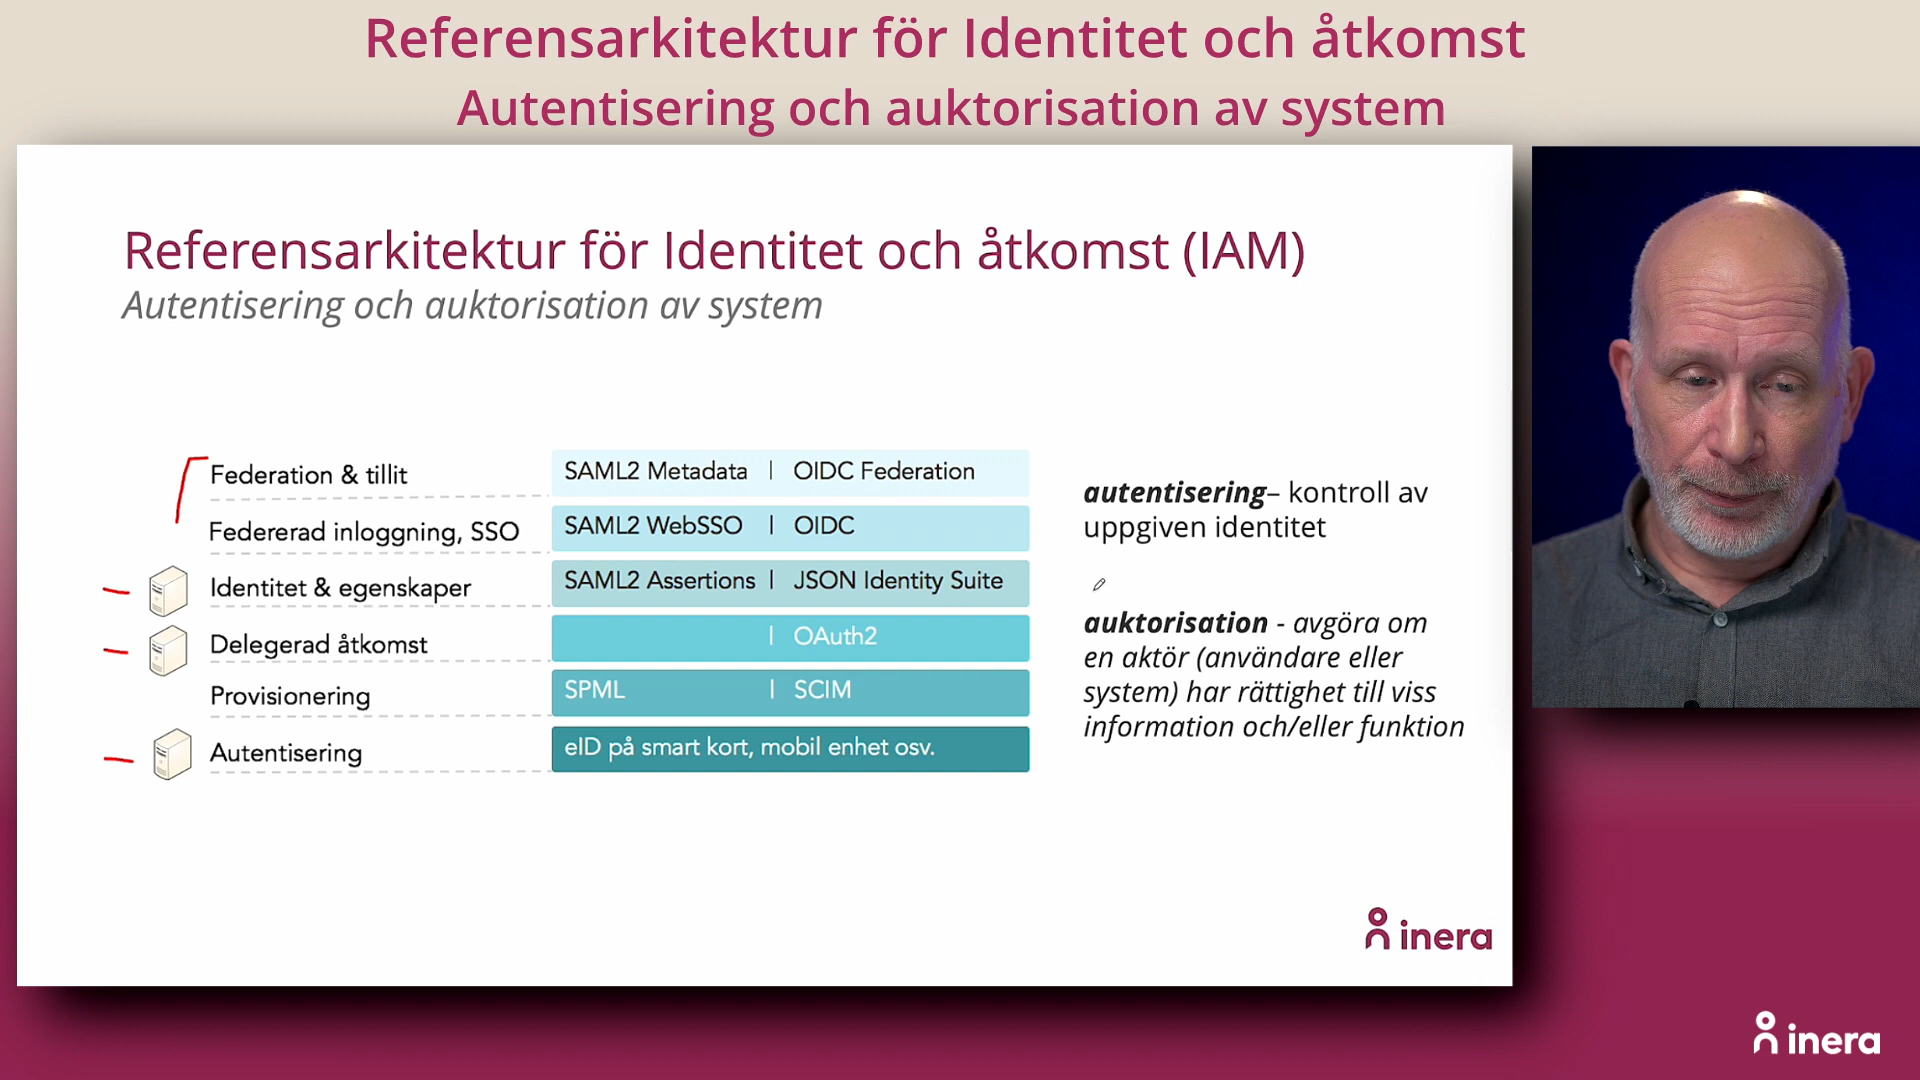 Referensarkitektur för Identitet och åtkomst
Autentisering och auktorisation av system
Referensarkitektur för Identitet och åtkomst (IAM)
Autentisering och auktorisation av system
Federation & tillit
SAML2 Metadata | OIDC Federation
Federerad inloggning, SSO
SAML2 WebSSO | OIDC
Identitet & egenskaper
SAML2 Assertions | JSON Identity Suite
Delegerad åtkomst
| OAuth2
Provisionering
SPML | SCIM
Autentisering
eID på smart kort, mobil enhet osv.
autentisering– kontroll av
uppgiven identitet
auktorisation - avgöra om
en aktör (användare eller
system) har rättighet till viss
information och/eller funktion
inera
inera